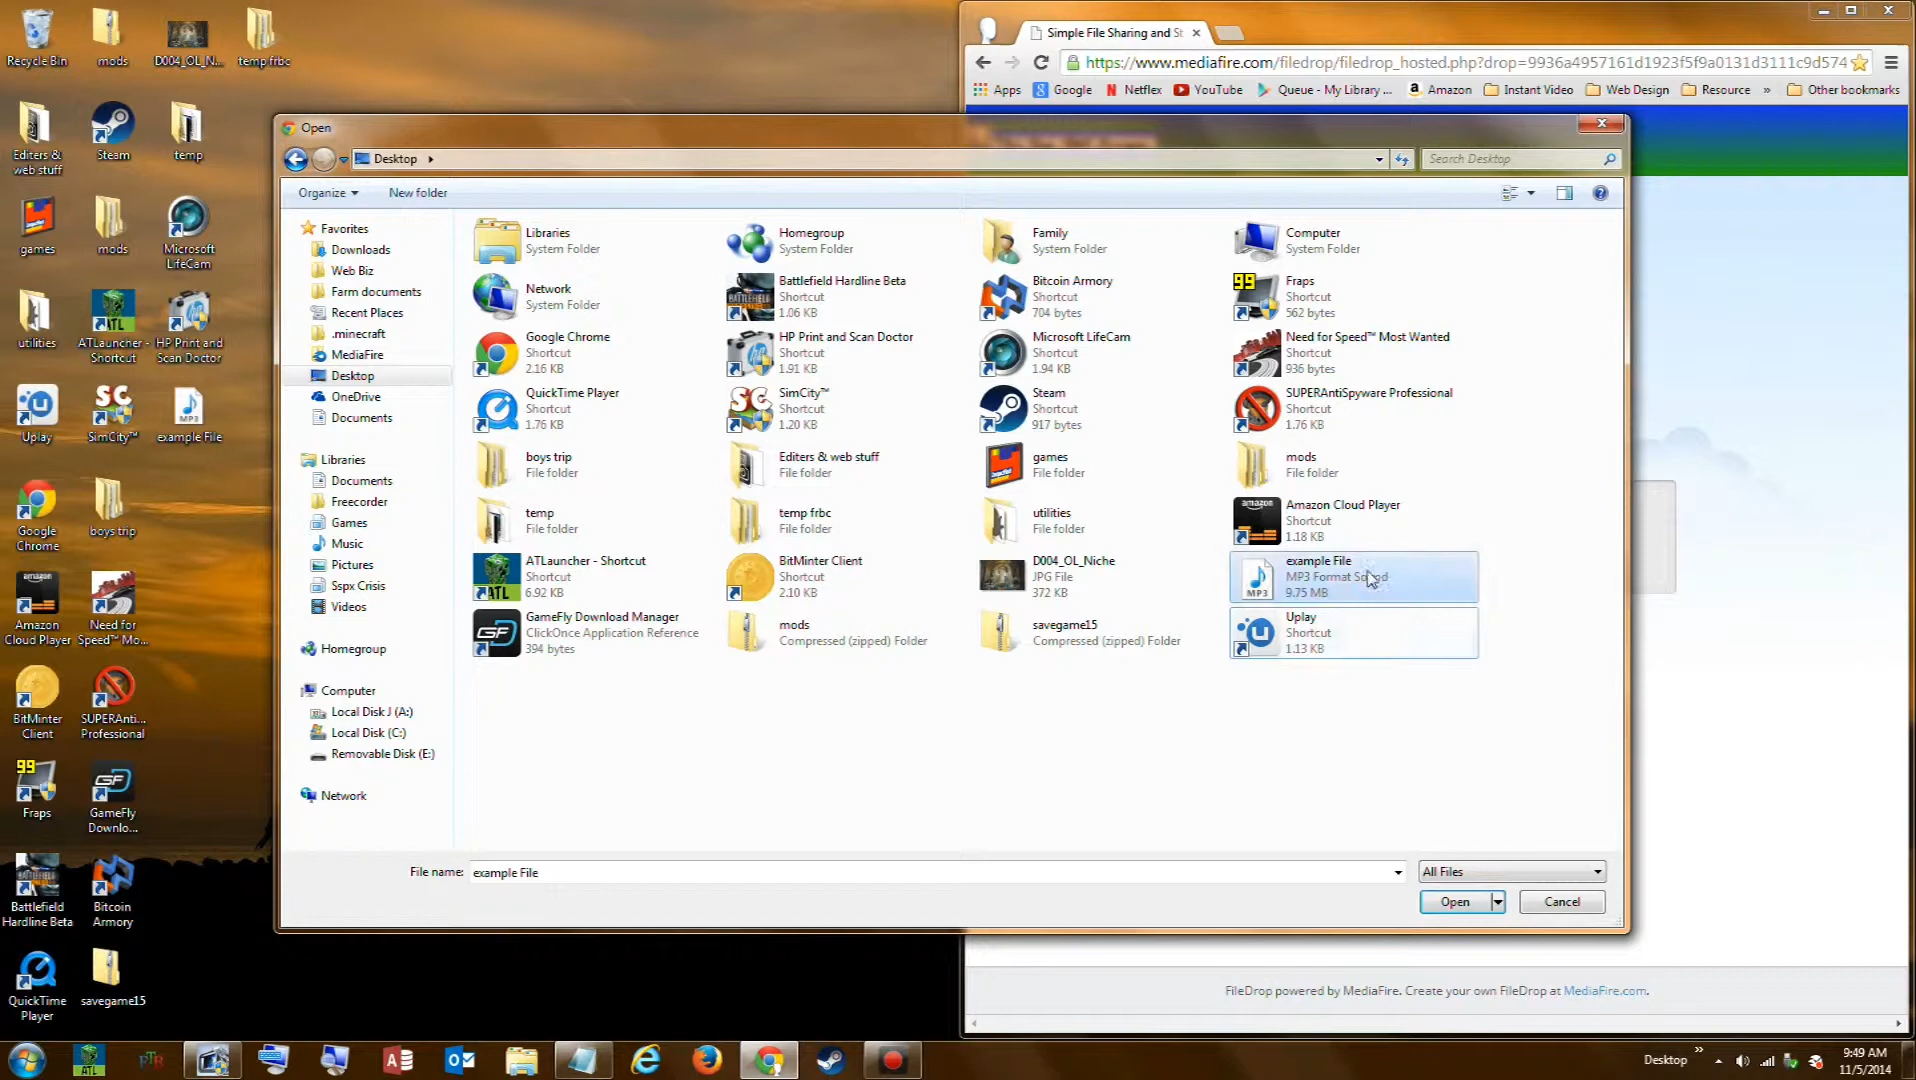 Recycle Bin
mods
D004_OL_N...
temp frbc
Editers & web stuff
Steam
temp
games
mods
Microsoft LifeCam
utilities
ATLauncher - Shortcut
HP Print and Scan Doctor
Uplay
SimCity™
example File
Google Chrome
boys trip
Amazon Cloud Player
Need for Speed™ Mo...
BitMinter Client
SUPERAnti... Professional
Fraps
GameFly Downlo...
Battlefield Hardline Beta
Bitcoin Armory
QuickTime Player
savegame15
Simple File Sharing and St
https://www.mediafire.com/filedrop/filedrop_hosted.php?drop=9936a4957161d1923f5f9a0131d3111c9d574
Apps
Google
Netflix
YouTube
Queue - My Library ...
Amazon
Instant Video
Web Design
Resource
»
Other bookmarks
Open
Desktop
Search Desktop
Organize
New folder
Favorites
Downloads
Web Biz
Farm documents
Recent Places
.minecraft
MediaFire
Desktop
OneDrive
Documents
Libraries
Documents
Freecorder
Games
Music
Pictures
Sspx Crisis
Videos
Homegroup
Computer
Local Disk J (A:)
Local Disk (C:)
Removable Disk (E:)
Network
Libraries
System Folder
Homegroup
System Folder
Family
System Folder
Computer
System Folder
Network
System Folder
Battlefield Hardline Beta
Shortcut
1.06 KB
Bitcoin Armory
Shortcut
704 bytes
Fraps
Shortcut
562 bytes
Google Chrome
Shortcut
2.16 KB
HP Print and Scan Doctor
Shortcut
1.91 KB
Microsoft LifeCam
Shortcut
1.94 KB
Need for Speed™ Most Wanted
Shortcut
936 bytes
QuickTime Player
Shortcut
1.76 KB
SimCity™
Shortcut
1.20 KB
Steam
Shortcut
917 bytes
SUPERAntiSpyware Professional
Shortcut
1.76 KB
boys trip
File folder
Editers & web stuff
File folder
games
File folder
mods
File folder
temp
File folder
temp frbc
File folder
utilities
File folder
Amazon Cloud Player
Shortcut
1.18 KB
ATLauncher - Shortcut
Shortcut
6.92 KB
BitMinter Client
Shortcut
2.10 KB
D004_OL_Niche
JPG File
372 KB
example File
MP3 Format Sound
9.75 MB
GameFly Download Manager
ClickOnce Application Reference
394 bytes
mods
Compressed (zipped) Folder
savegame15
Compressed (zipped) Folder
Uplay
Shortcut
1.13 KB
File name:
example File
All Files
Open
Cancel
FileDrop powered by MediaFire. Create your own FileDrop at MediaFire.com.
Desktop
»
9:49 AM
11/5/2014